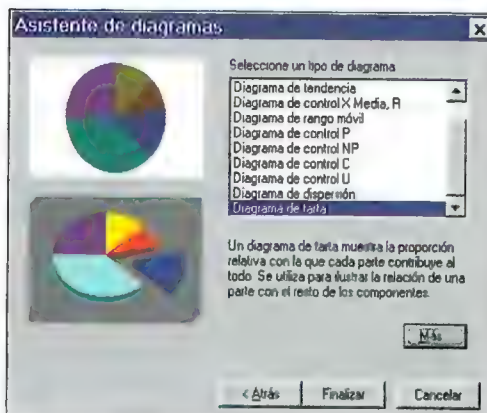 Asistente de diagramas
Seleccione un tipo de diagrama
Diagrama de tendencia
Diagrama de control X Media, R
Diagrama de rango móvil
Diagrama de control P
Diagrama de control NP
Diagrama de control C
Diagrama de control U
Diagrama de dispersión
Diagrama de tarta
Un diagrama de tarta muestra la proporción
relativa con la que cada parte contribuye al
todo. Se utiliza para ilustrar la relación de una
parte con el resto de los componentes.
Más
< Atrás
Finalizar
Cancelar